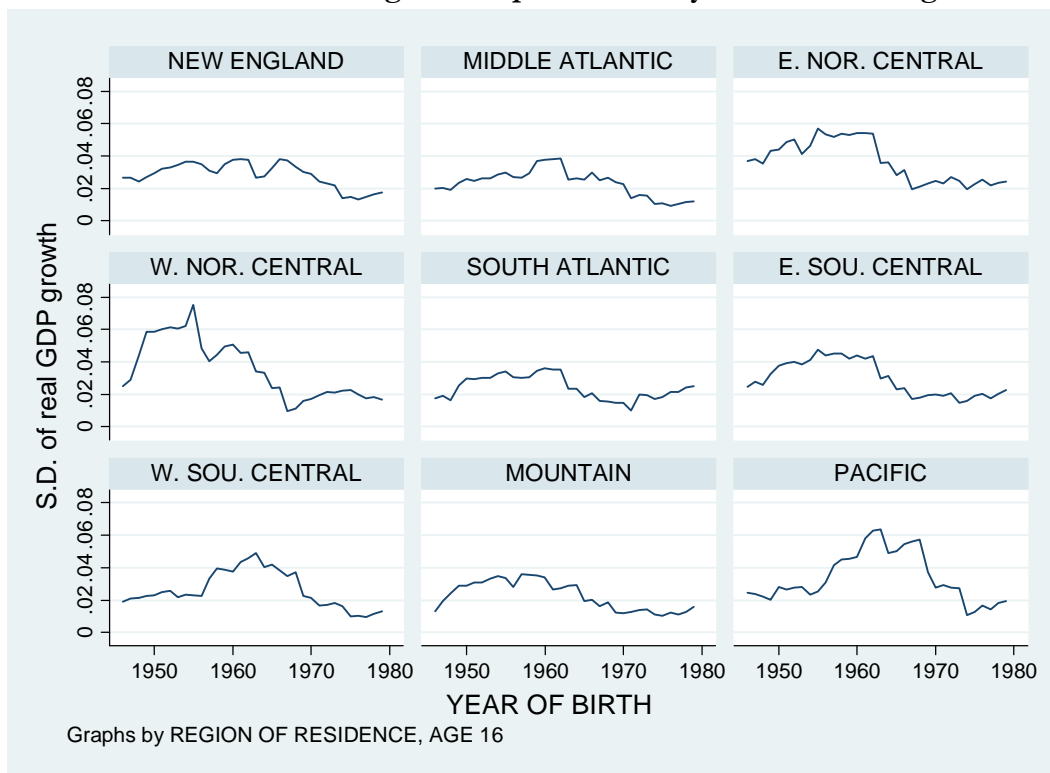 NEW ENGLAND
MIDDLE ATLANTIC
E. NOR. CENTRAL
0 .02 .04 .06 .08
W. NOR. CENTRAL
SOUTH ATLANTIC
E. SOU. CENTRAL
0 .02 .04 .06 .08
S.D. of real GDP growth
W. SOU. CENTRAL
MOUNTAIN
PACIFIC
0 .02 .04 .06 .08
1950 1960 1970 1980
1950 1960 1970 1980
1950 1960 1970 1980
YEAR OF BIRTH
Graphs by REGION OF RESIDENCE, AGE 16